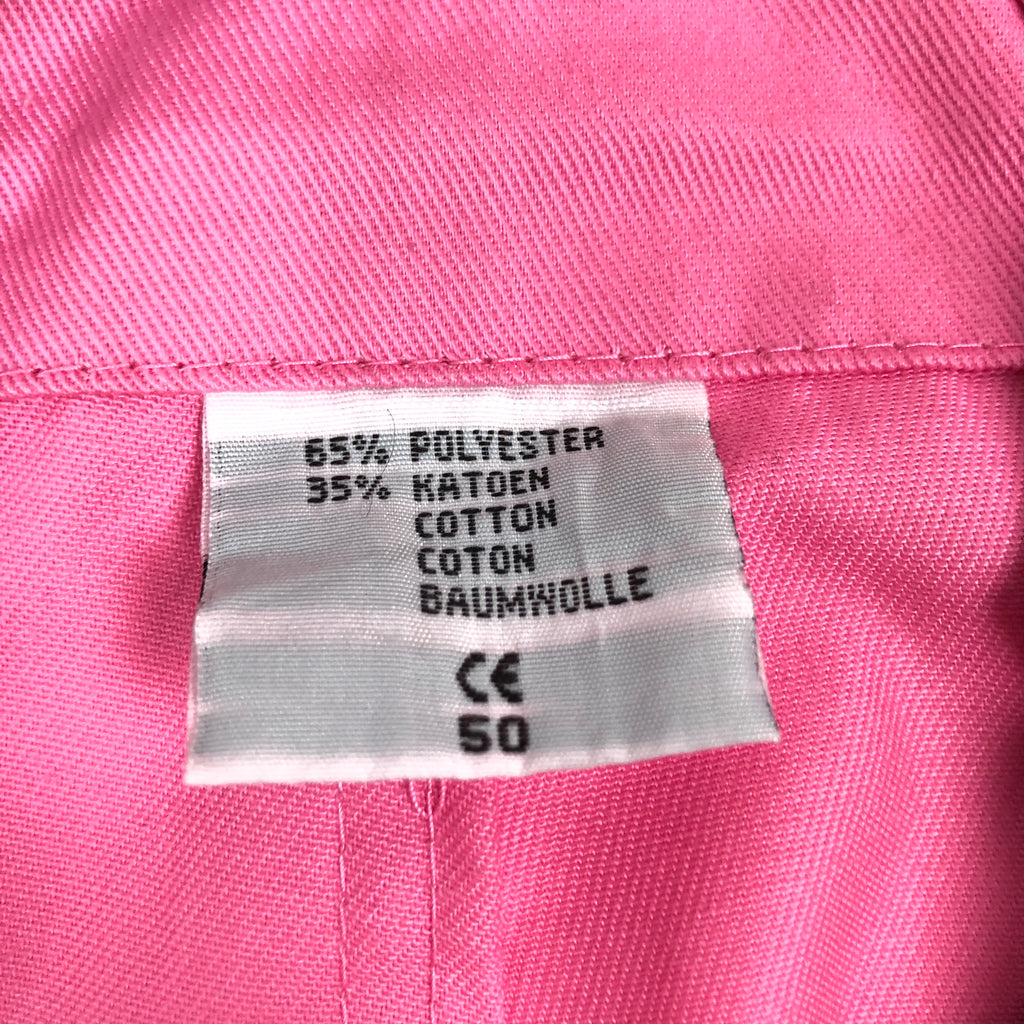 65% POLYESTER
35% KATOEN
COTTON
COTON
BAUMWOLLE
CE
50